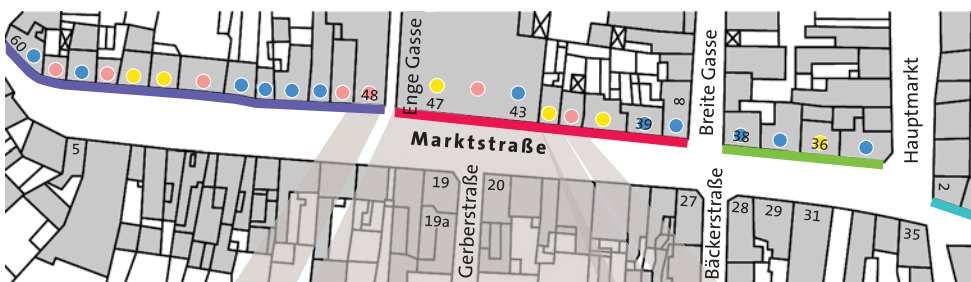 60
48
Enge Gasse
47
43
39
8
Breite Gasse
38
36
Hauptmarkt
Marktstraße
5
19
19a
Gerberstraße
20
27
Bäckerstraße
28
29
31
35
2